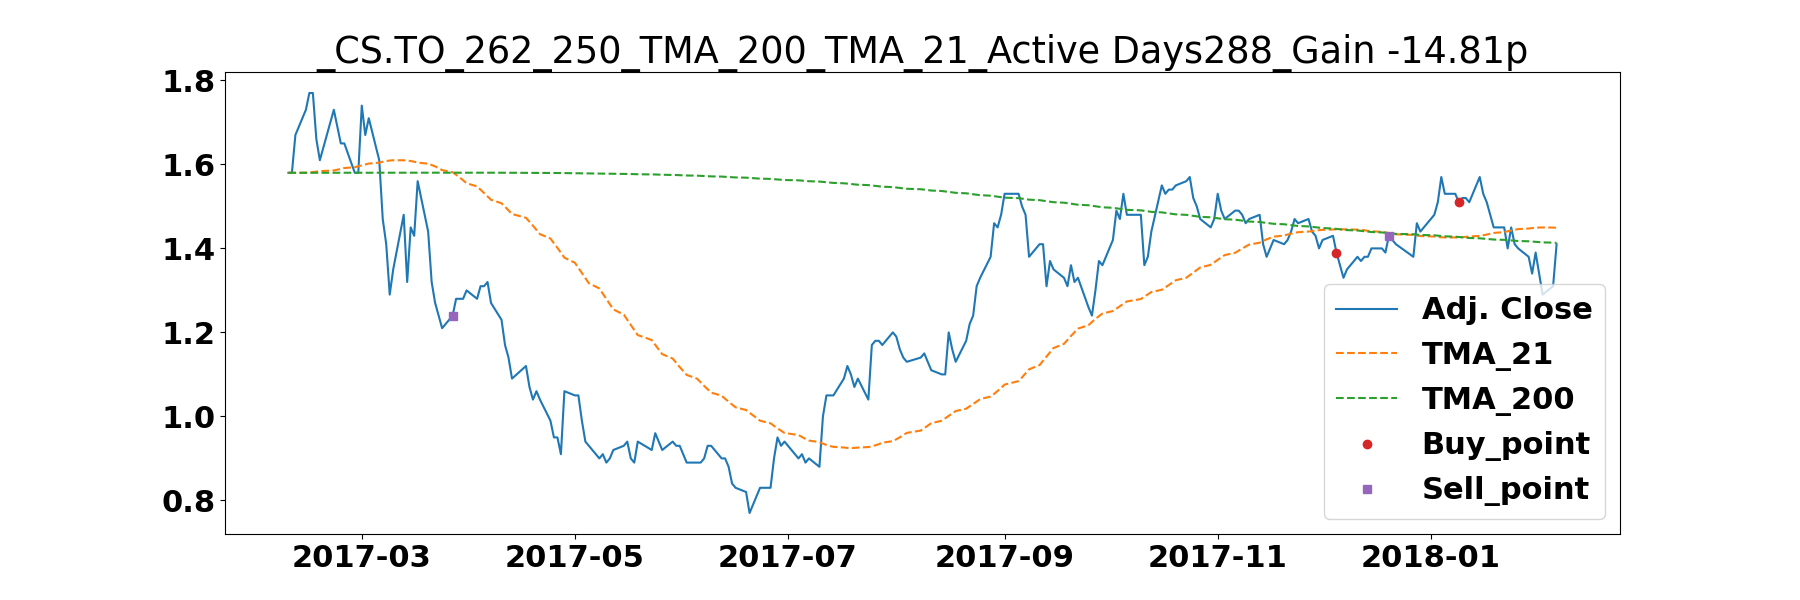 _CS.TO_262_250_TMA_200_TMA_21_Active Days288_Gain -14.81p
1.8
1.6
1.4
1.2
1.0
0.8
Adj. Close
TMA_21
TMA_200
Buy_point
Sell_point
2017-03 2017-05 2017-07 2017-09 2017-11 2018-01